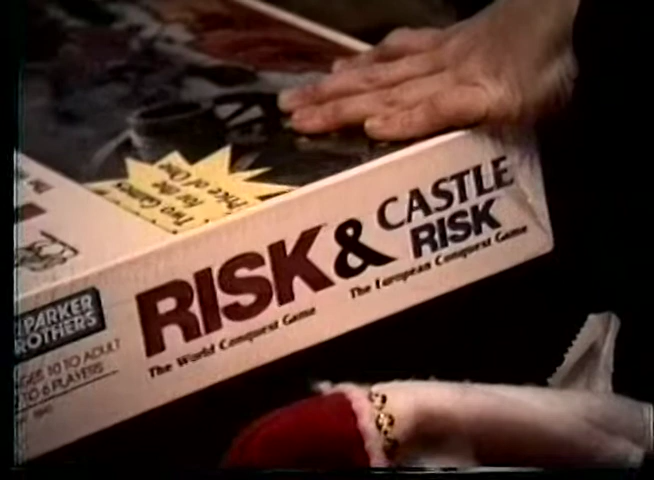 Two Games
for the
Price of One
RISK & CASTLE
RISK
The World Conquest Game
The European Conquest Game
PARKER
BROTHERS
AGES 10 TO ADULT
2 TO 6 PLAYERS